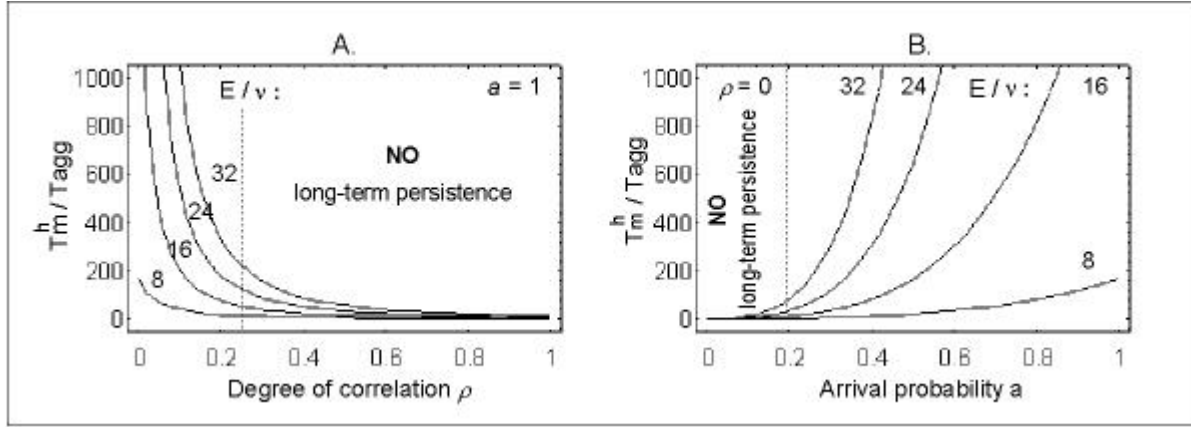 A.
1000
800
600
400
200
0
E / ν :
a = 1
NO
long-term persistence
32
24
16
8
0 0.2 0.4 0.6 0.8 1
Degree of correlation ρ
Tm^h / Tagg
B.
1000
800
600
400
200
0
ρ = 0
32
24
E / ν :
16
8
NO
long-term persistence
0 0.2 0.4 0.6 0.8 1
Arrival probability a
Tm^h / Tagg